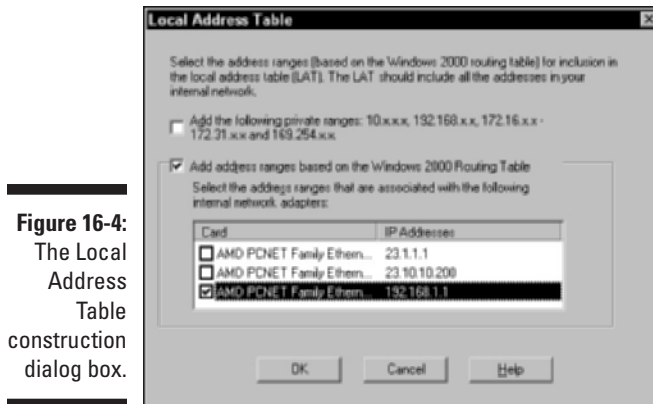 Local Address Table
Select the address ranges (based on the Windows 2000 routing table) for inclusion in
the local address table (LAT). The LAT should include all the addresses in your
internal network.
Add the following private ranges: 10.x.x.x, 192.168.x.x, 172.16.x.x -
172.31.x.x and 169.254.x.x.
Add address ranges based on the Windows 2000 Routing Table
Select the address ranges that are associated with the following
internal network adapters:
Card IP Addresses
AMD PCNET Family Ethern... 23.1.1.1
AMD PCNET Family Ethern... 23.10.10.200
AMD PCNET Family Ethern... 192.168.1.1
OK Cancel Help
Figure 16-4:
The Local
Address
Table
construction
dialog box.